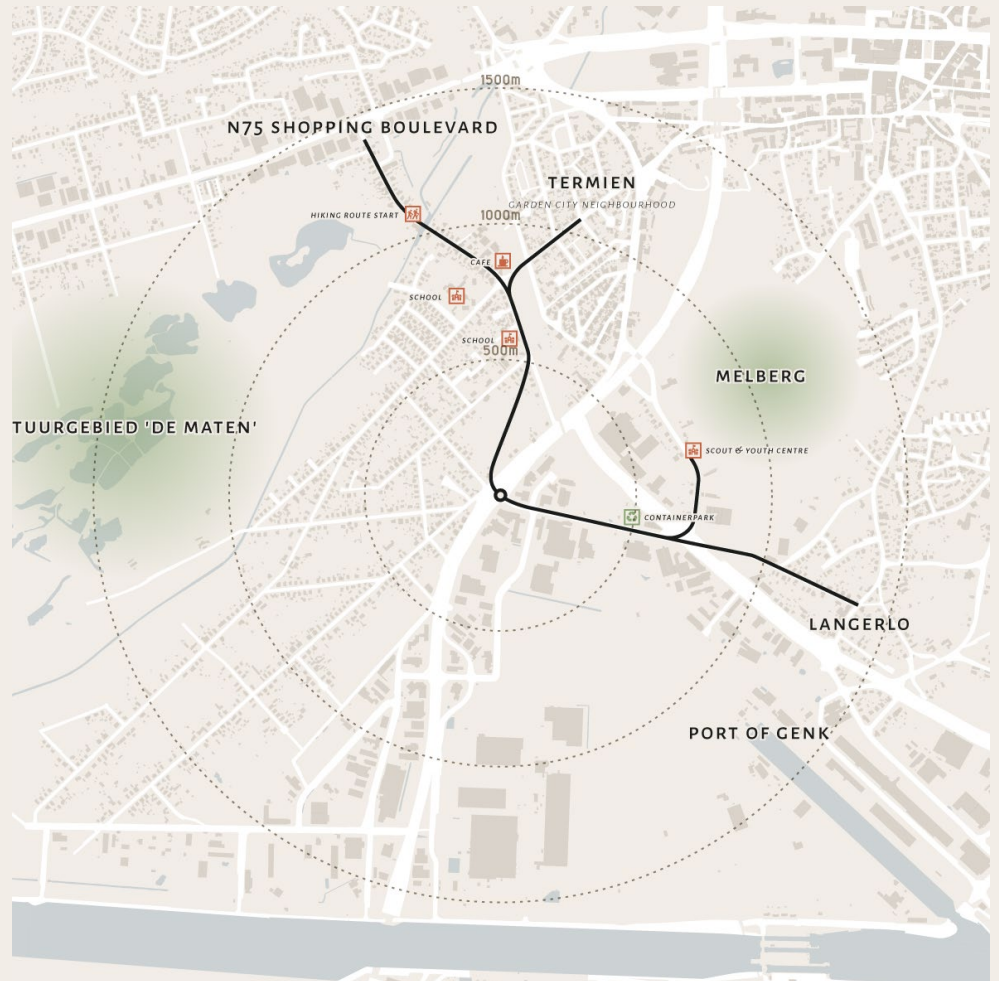 1500m
N75 SHOPPING BOULEVARD
TERMIEN
GARDEN CITY NEIGHBOURHOOD
HIKING ROUTE START
1000m
CAFE
SCHOOL
SCHOOL
500m
MELBERG
TUURGEBIED 'DE MATEN'
SCOUT & YOUTH CENTRE
CONTAINERPARK
LANGERLO
PORT OF GENK